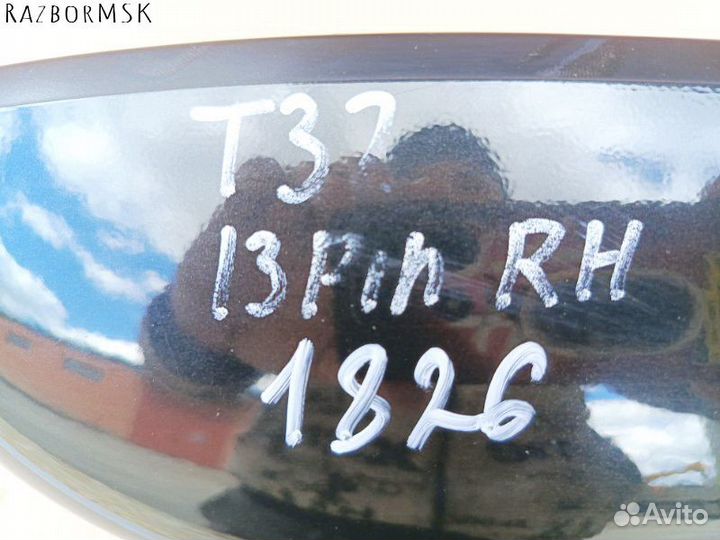 RazborMSK
T32
13pin RH
1826
Avito